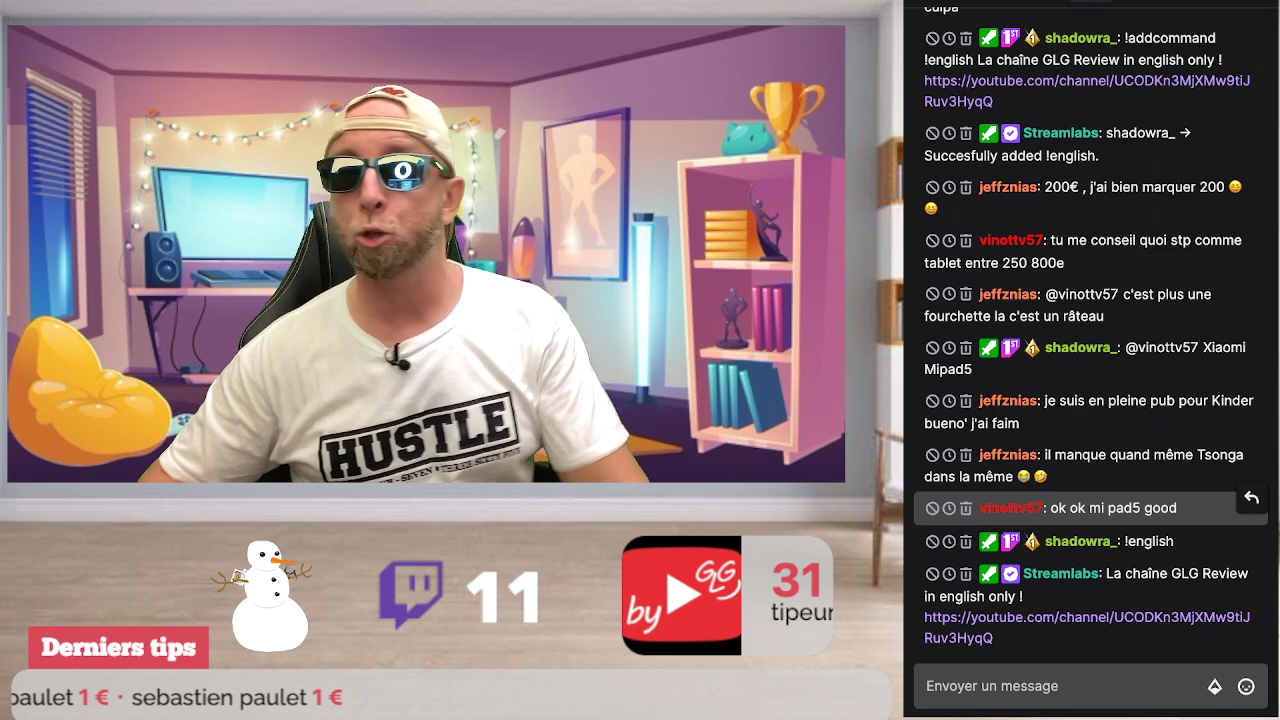 HUSTLE
11
by
GG
31
tipeur
Derniers tips
paulet 1 € · sebastien paulet 1 €
culpa
shadowra_: !addcommand
!english La chaîne GLG Review in english only !
https://youtube.com/channel/UCODKn3MjXMw9tiJ
Ruv3HyqQ
Streamlabs: shadowra_ →
Succesfully added !english.
jeffznias: 200€ , j'ai bien marquer 200 😄
😄
vinottv57: tu me conseil quoi stp comme
tablet entre 250 800e
jeffznias: @vinottv57 c'est plus une
fourchette la c'est un râteau
shadowra_: @vinottv57 Xiaomi
Mipad5
jeffznias: je suis en pleine pub pour Kinder
bueno' j'ai faim
jeffznias: il manque quand même Tsonga
dans la même 😭🤣
vinottv57: ok ok mi pad5 good
shadowra_: !english
Streamlabs: La chaîne GLG Review
in english only !
https://youtube.com/channel/UCODKn3MjXMw9tiJ
Ruv3HyqQ
Envoyer un message